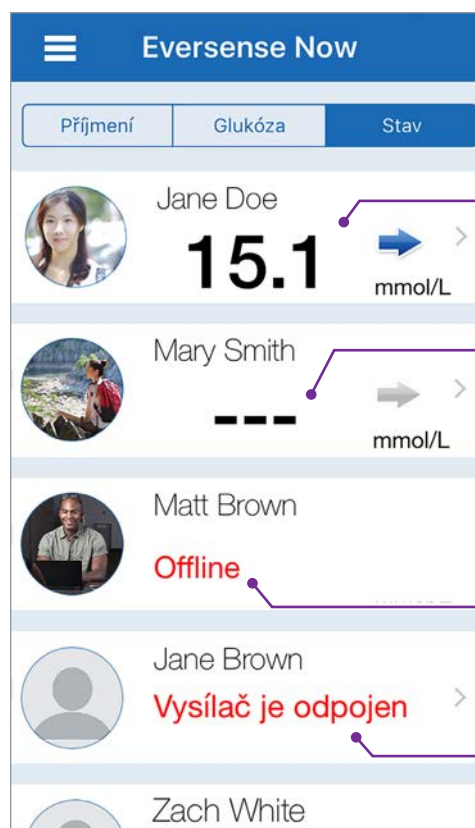 Eversense Now
Příjmení Glukóza Stav
Jane Doe
15.1
mmol/L
Mary Smith
---
mmol/L
Matt Brown
Offline
Jane Brown
Vysílač je odpojen
Zach White